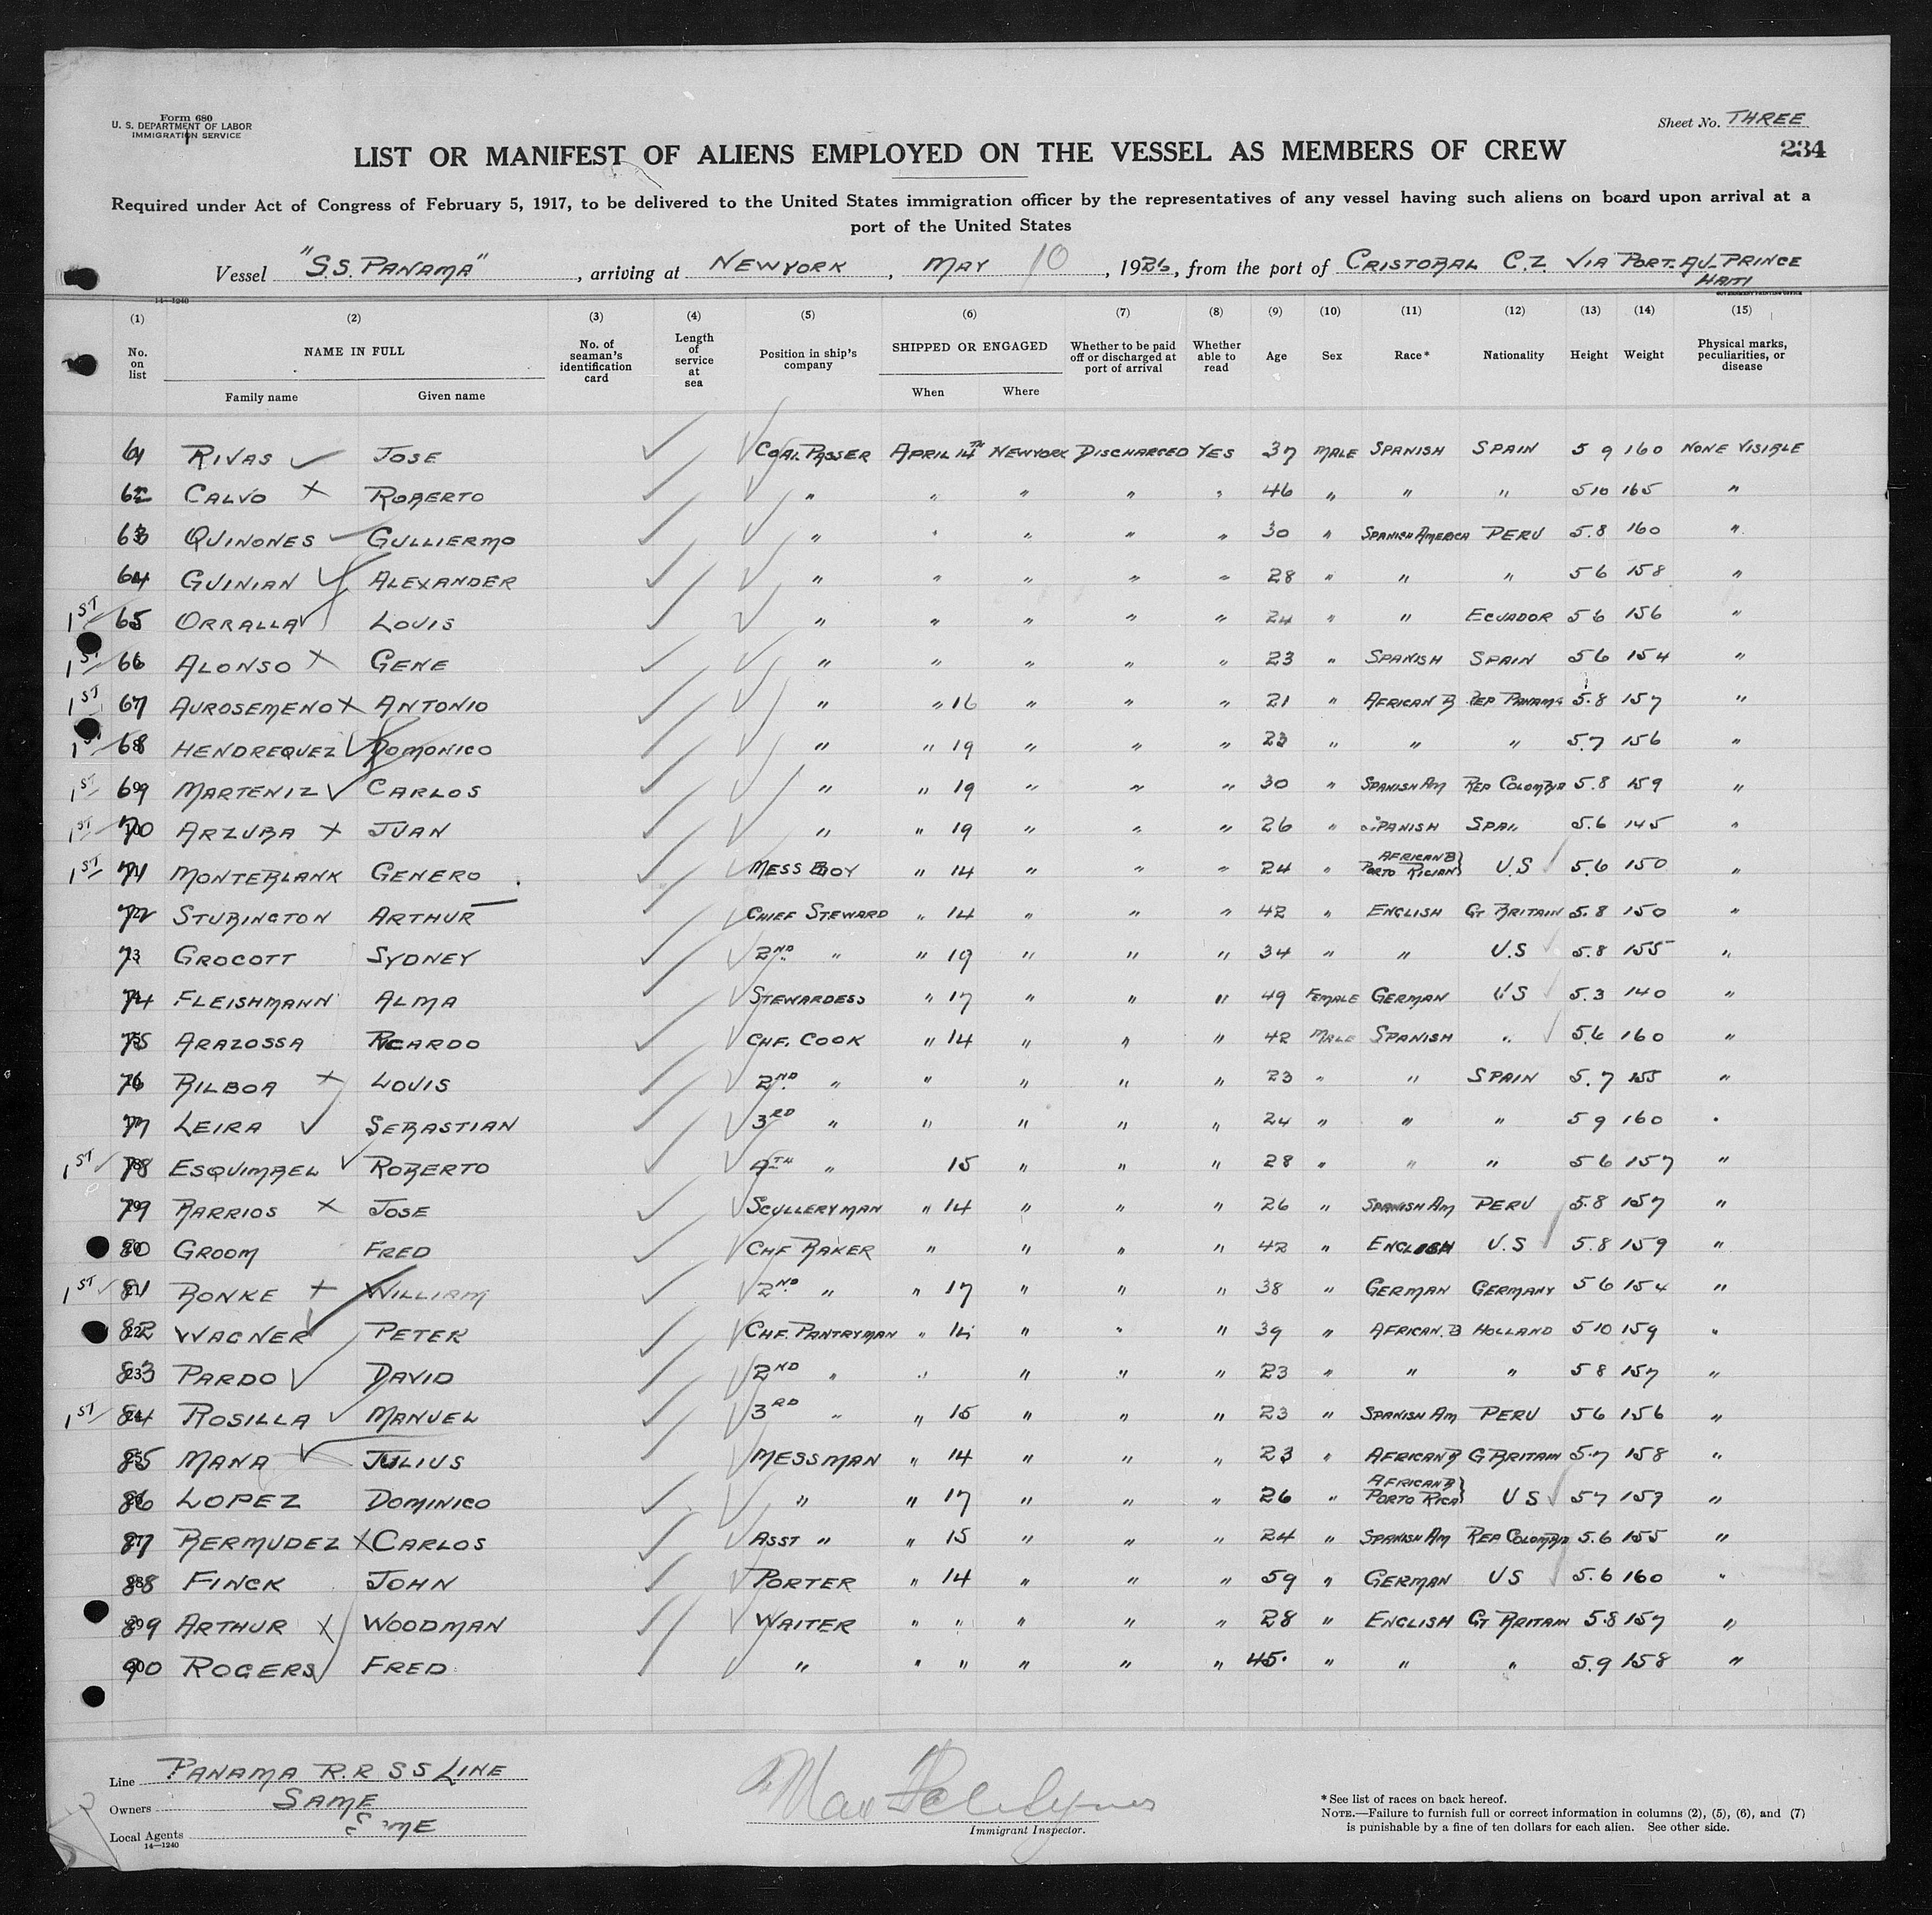 Form 680
U. S. DEPARTMENT OF LABOR
IMMIGRATION SERVICE
Sheet No. THREE
LIST OR MANIFEST OF ALIENS EMPLOYED ON THE VESSEL AS MEMBERS OF CREW
234
Required under Act of Congress of February 5, 1917, to be delivered to the United States immigration officer by the representatives of any vessel having such aliens on board upon arrival at a
port of the United States
Vessel "S.S. PANAMA", arriving at NEWYORK, MAY 10, 1926, from the port of CRISTOBAL C.Z. VIA PORT-AU-PRINCE
HAITI
14—1240
GOVERNMENT PRINTING OFFICE
(1) (2) (3) (4) (5) (6) (7) (8) (9) (10) (11) (12) (13) (14) (15)
No. on list NAME IN FULL Family name Given name No. of seaman's identification card Length of service at sea Position in ship's company SHIPPED OR ENGAGED When Where Whether to be paid off or discharged at port of arrival Whether able to read Age Sex Race* Nationality Height Weight Physical marks, peculiarities, or disease
61 RIVAS JOSE COAL PASSER APRIL 14TH NEWYORK DISCHARGED YES 37 MALE SPANISH SPAIN 5 9 160 NONE VISIBLE
62 CALVO X ROBERTO " " " " " 46 " " " 5 10 165 "
63 QUINONES GULLIERMO " " " " " 30 " SPANISH AMERICA PERU 5.8 160 "
64 GUINIAN ALEXANDER " " " " " 28 " " " 5 6 158 "
1ST 65 ORRALLA LOUIS " " " " " 24 " " ECUADOR 5 6 156 "
1ST 66 ALONSO X GENE " " " " " 23 " SPANISH SPAIN 5 6 154 "
1ST 67 AUROSEMENO X ANTONIO " " 16 " " " 21 " AFRICAN B REP PANAMA 5.8 157 "
1ST 68 HENDREQUEZ DOMONICO " " 19 " " " 23 " " " 5.7 156 "
1ST 69 MARTENIZ CARLOS " " 19 " " " 30 " SPANISH AM REP COLOMBIA 5.8 159 "
1ST 70 ARZUBA X JUAN " " 19 " " " 26 " SPANISH SPAI 5.6 145 "
1ST 71 MONTEBLANK GENERO MESS BOY " 14 " " " 24 " AFRICAN B PORTO RICIAN} U.S 5.6 150 "
72 STUBINGTON ARTHUR CHIEF STEWARD " 14 " " " 42 " ENGLISH GT BRITAIN 5.8 150 "
73 GROCOTT SYDNEY 2ND " " 19 " " " 34 " " U.S 5.8 155 "
74 FLEISHMANN ALMA STEWARDESS " 17 " " " 49 FEMALE GERMAN U S 5.3 140 "
75 ARAZOSSA RICARDO CHF. COOK " 14 " " " 42 MALE SPANISH " 5.6 160 "
76 BILBOA X LOUIS 2ND " " " " " 23 " " SPAIN 5.7 155 "
77 LEIRA SEBASTIAN 3RD " " " " " 24 " " " 5 9 160 "
1ST 78 ESQUIMBEL ROBERTO 4TH " 15 " " " 28 " " " 5 6 157 "
79 BARRIOS X JOSE SCULLERYMAN " 14 " " " 26 " SPANISH AM PERU 5.8 157 "
80 GROOM FRED CHF BAKER " " " " 42 " ENGLISH U.S 5.8 159 "
1ST 81 BONKE + WILLIAM 2ND " " 17 " " " 38 " GERMAN GERMANY 5 6 154 "
82 WAGNER PETER CHF. PANTRYMAN " 14 " " " 39 " AFRICAN. B HOLLAND 5 10 159 "
83 PARDO DAVID 2ND " " " " " 23 " " " 5 8 157 "
1ST 84 ROSILLA MANUEL 3RD " " 15 " " " 23 " SPANISH AM PERU 5 6 156 "
85 MANA JULIUS MESSMAN " 14 " " " 23 " AFRICAN B G BRITAIN 5.7 158 "
86 LOPEZ DOMINICO " " 17 " " " 26 " AFRICAN B PORTO RICA} U S 5 7 159 "
87 BERMUDEZ X CARLOS ASST " " 15 " " " 24 " SPANISH AM REP COLOMBIA 5.6 155 "
88 FINCK JOHN PORTER " 14 " " " 59 " GERMAN US 5.6 160 "
89 ARTHUR X WOODMAN WAITER " " " " " 28 " ENGLISH GT BRITAIN 5 8 157 "
90 ROGERS FRED " " " " " " 45 " " " 5.9 158 "
Line PANAMA R.R S S LINE
Owners SAME
Local Agents
14—1240
Immigrant Inspector.
* See list of races on back hereof.
NOTE.—Failure to furnish full or correct information in columns (2), (5), (6), and (7)
is punishable by a fine of ten dollars for each alien. See other side.